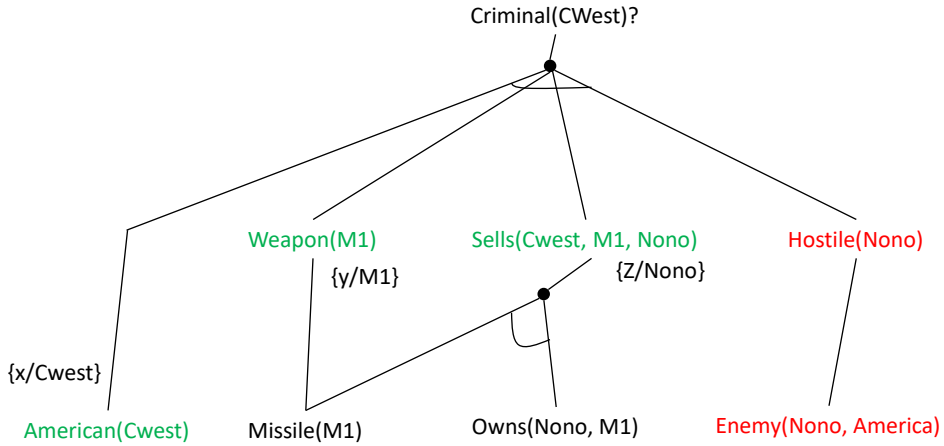 Criminal(CWest)?
Weapon(M1)
Sells(Cwest, M1, Nono)
Hostile(Nono)
{y/M1}
{Z/Nono}
{x/Cwest}
American(Cwest)
Missile(M1)
Owns(Nono, M1)
Enemy(Nono, America)